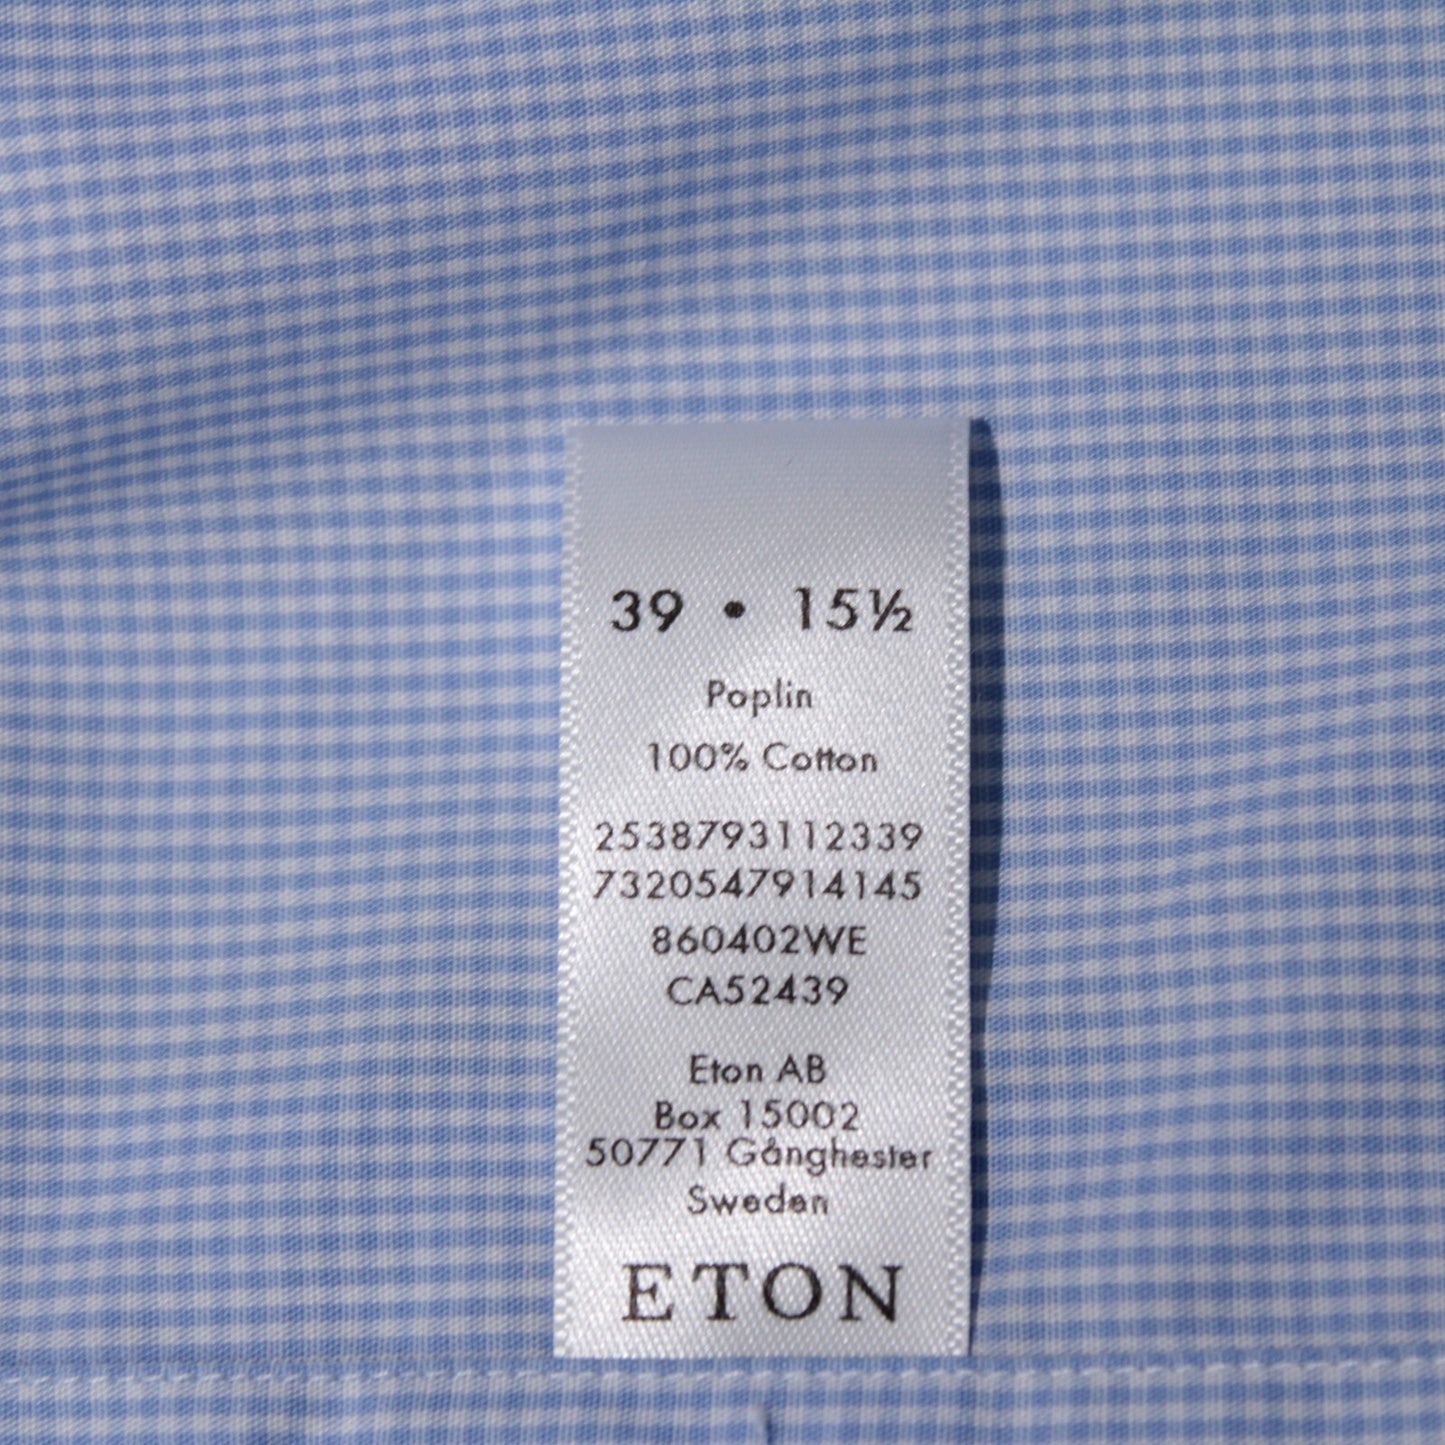 39 • 15½
Poplin
100% Cotton
2538793112339
7320547914145
860402WE
CA52439
Eton AB
Box 15002
50771 Gånghester
Sweden
ETON